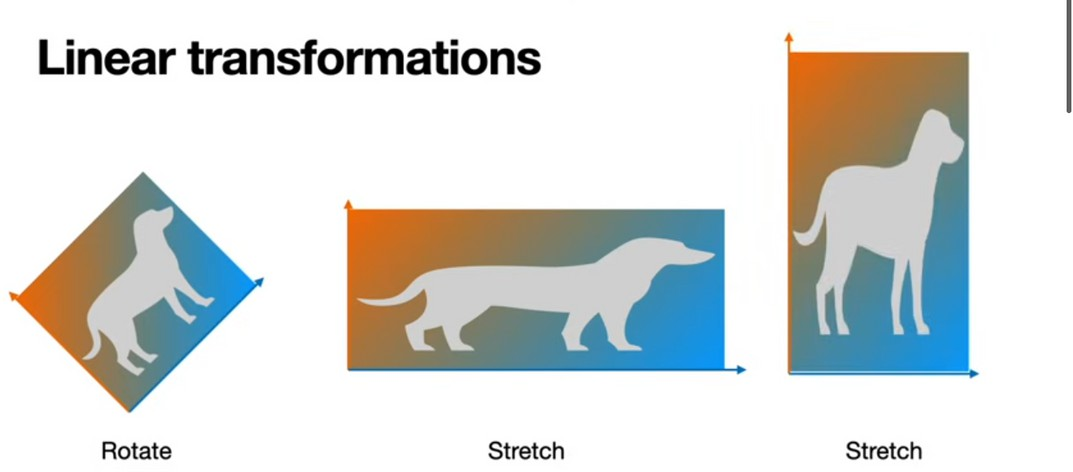 Linear transformations
Rotate
Stretch
Stretch